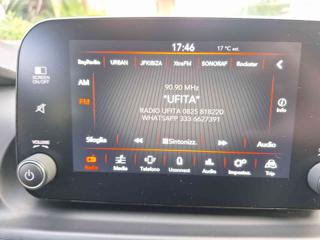 17:46 17 °C est.
SCREEN ON/OFF
BayRadio URBAN JFKIBIZA XtraFM SONORAF Rockstar
AM
90.90 MHz
FM
"UFITA"
Info
RADIO UFITA 0825 818220
WHATSAPP 333 6627391
VOLUME
Sfoglia Sintonizz. Audio
Radio Media Telefono Uconnect Audio Impostaz. Trip